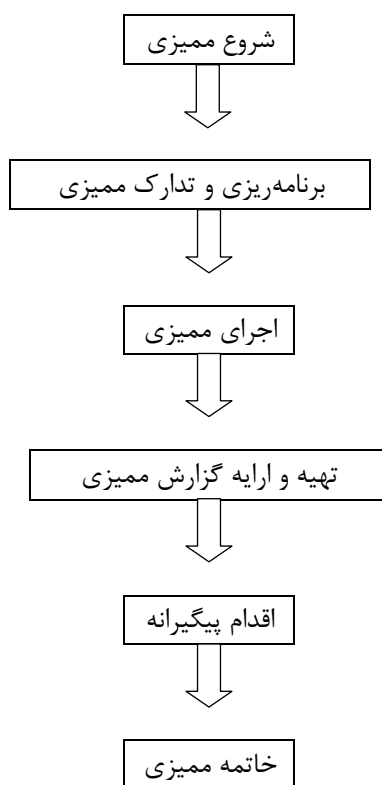 شروع ممیزی
برنامه‌ریزی و تدارک ممیزی
اجرای ممیزی
تهیه و ارایه گزارش ممیزی
اقدام پیگیرانه
خاتمه ممیزی